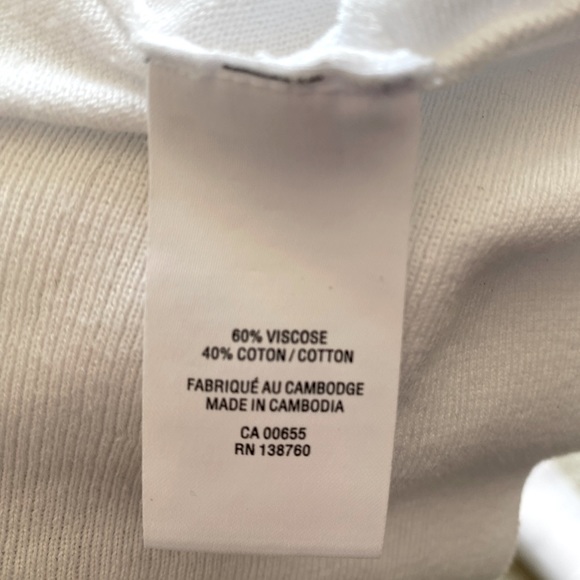 60% VISCOSE
40% COTON / COTTON
FABRIQUÉ AU CAMBODGE
MADE IN CAMBODIA
CA 00655
RN 138760